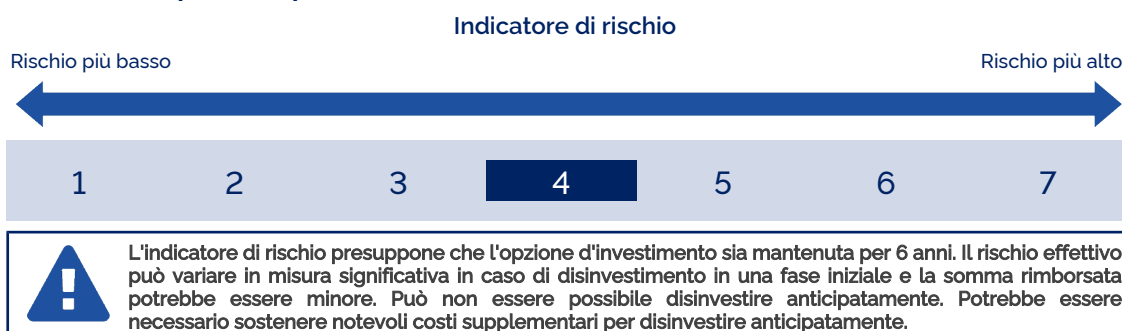 Indicatore di rischio
Rischio più basso Rischio più alto
1 2 3 4 5 6 7
L'indicatore di rischio presuppone che l'opzione d'investimento sia mantenuta per 6 anni. Il rischio effettivo
può variare in misura significativa in caso di disinvestimento in una fase iniziale e la somma rimborsata
potrebbe essere minore. Può non essere possibile disinvestire anticipatamente. Potrebbe essere
necessario sostenere notevoli costi supplementari per disinvestire anticipatamente.